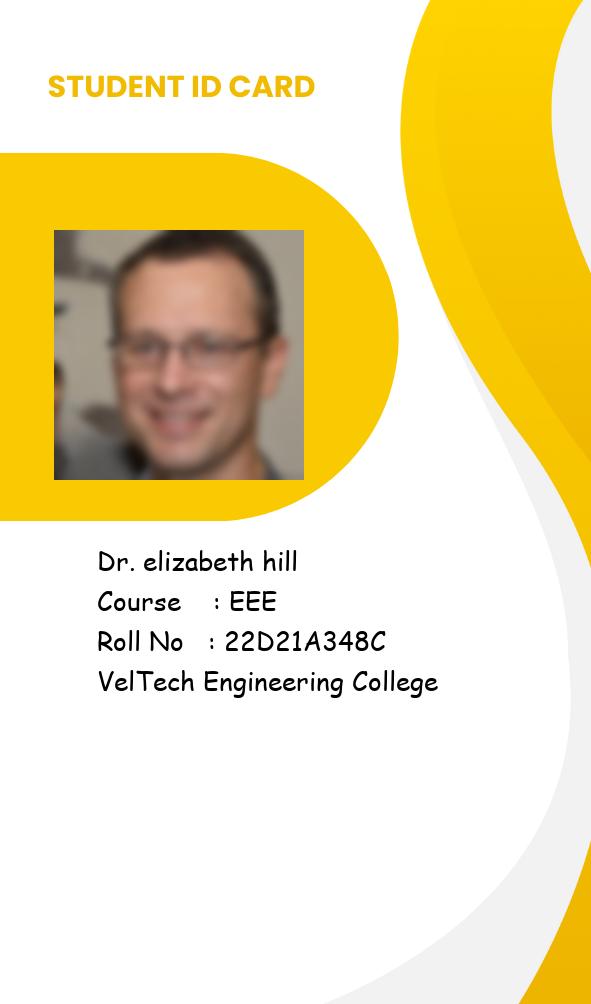 STUDENT ID CARD
Dr. elizabeth hill
Course : EEE
Roll No : 22D21A348C
VelTech Engineering College